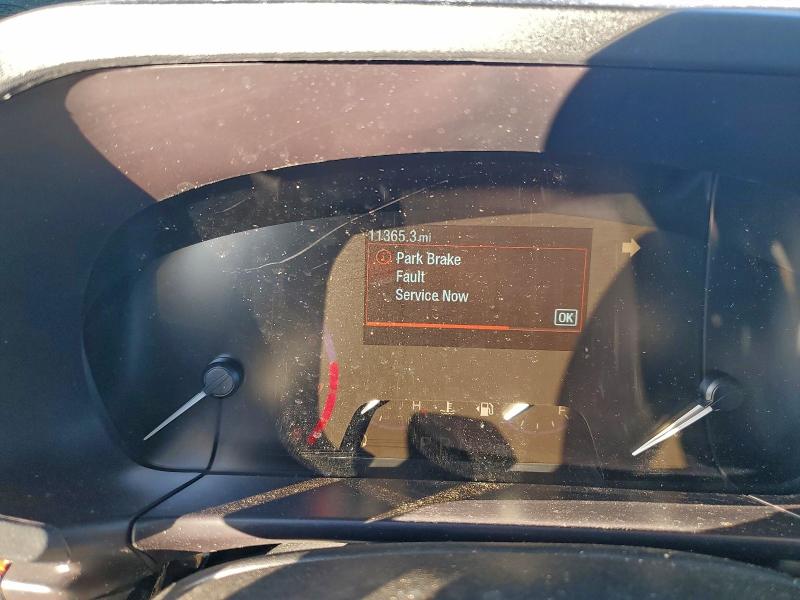 11365.3 mi
Park Brake
Fault
Service Now
OK
H
F